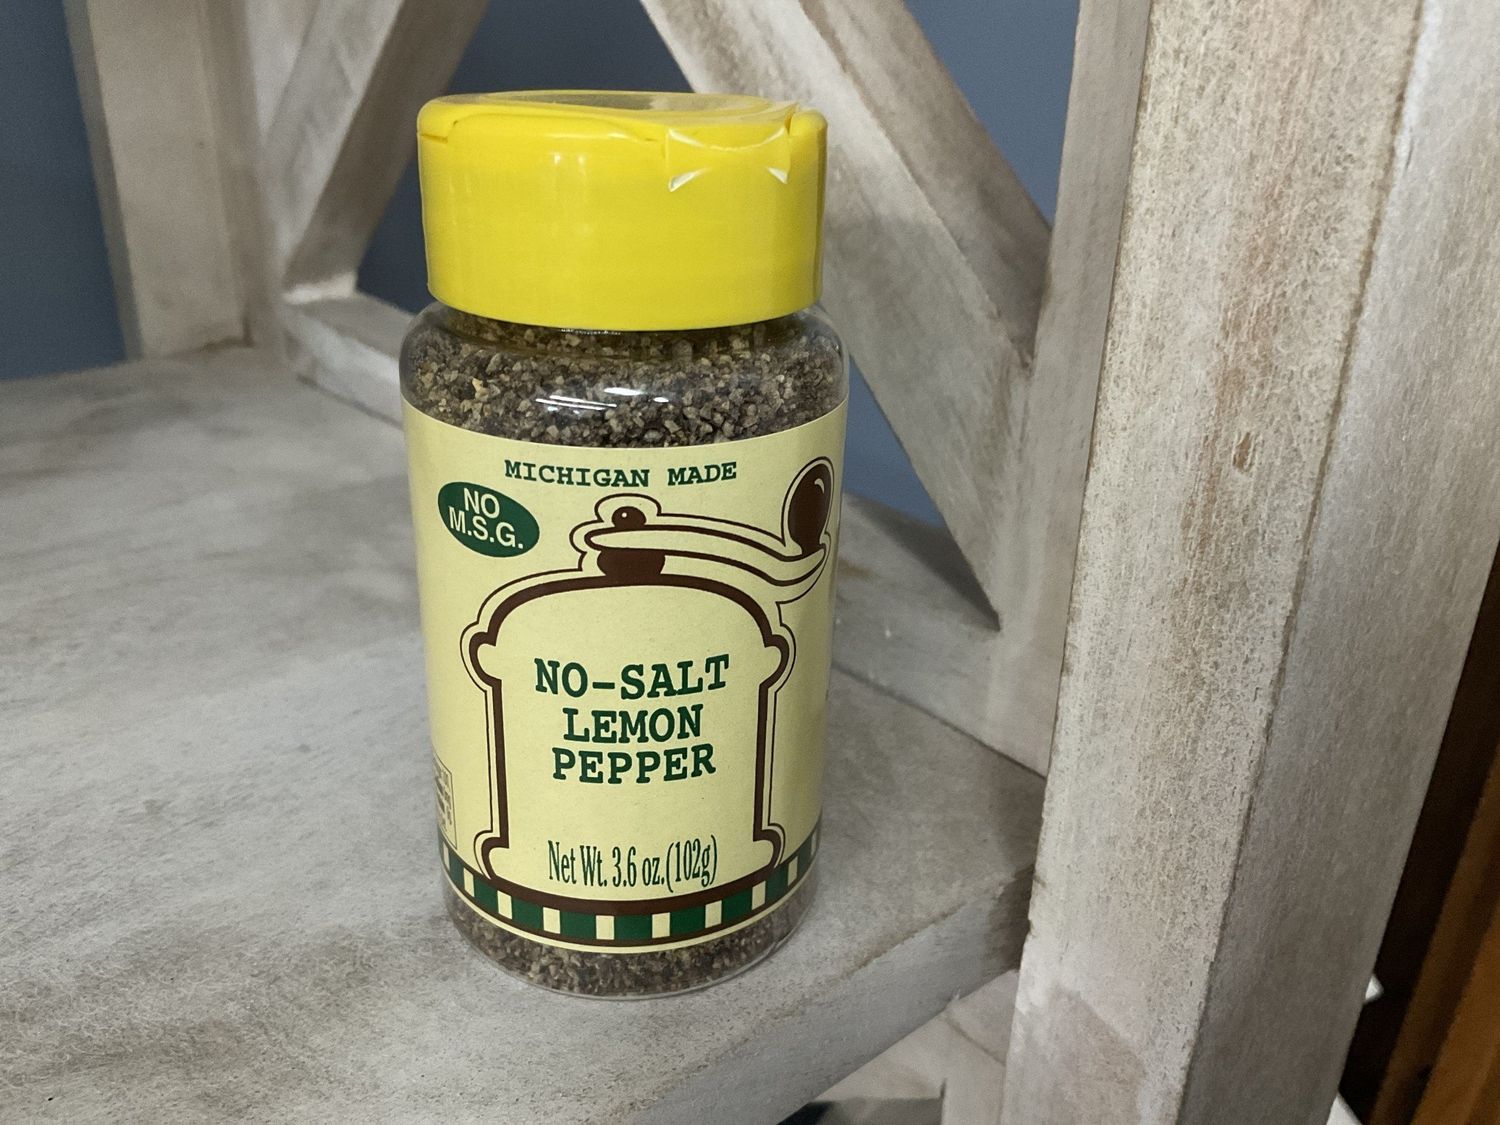 MICHIGAN MADE
NO
M.S.G.
NO-SALT
LEMON
PEPPER
Net Wt. 3.6 oz.(102g)